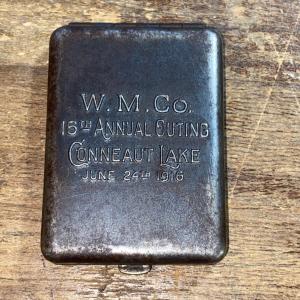 W. M. Co.
16TH ANNUAL OUTING
CONNEAUT LAKE
JUNE 24TH 1916